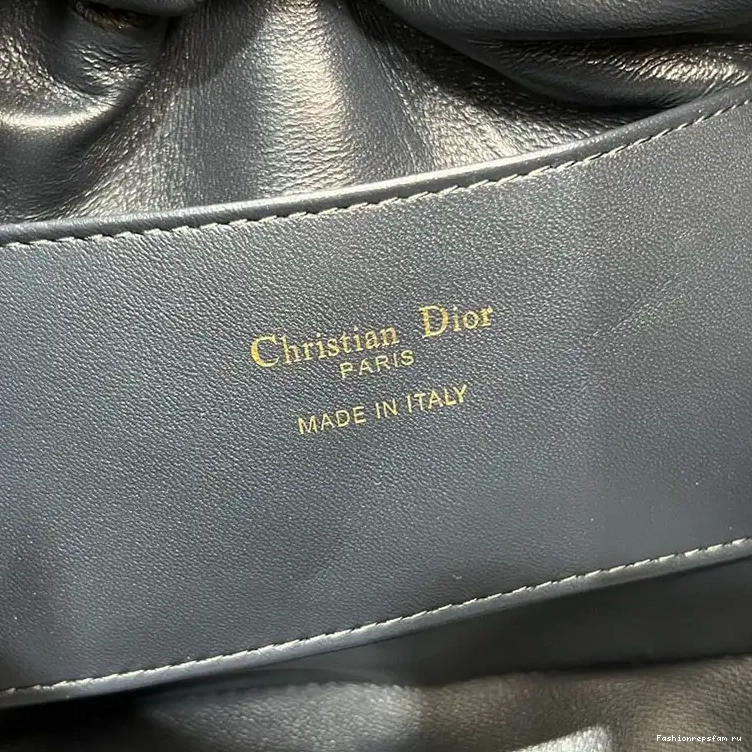 Christian Dior
PARIS
MADE IN ITALY
Fashionrepsfam ru